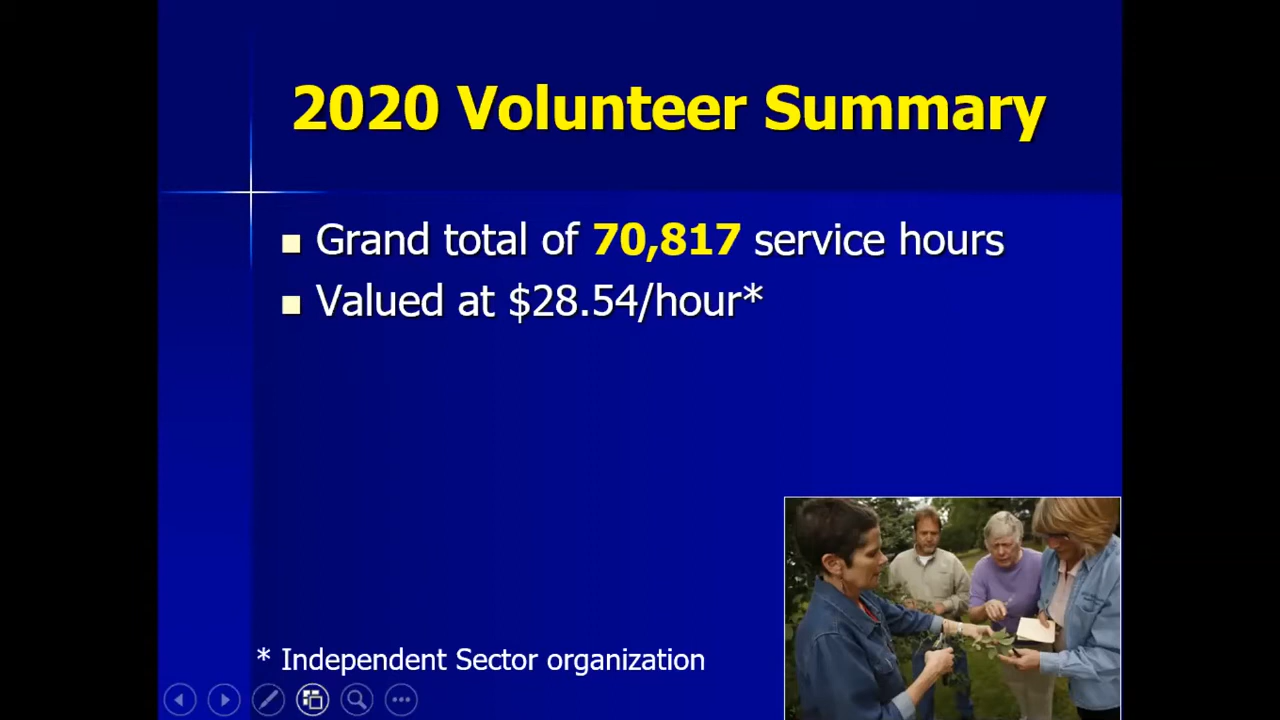 2020 Volunteer Summary
Grand total of 70,817 service hours
Valued at $28.54/hour*
* Independent Sector organization